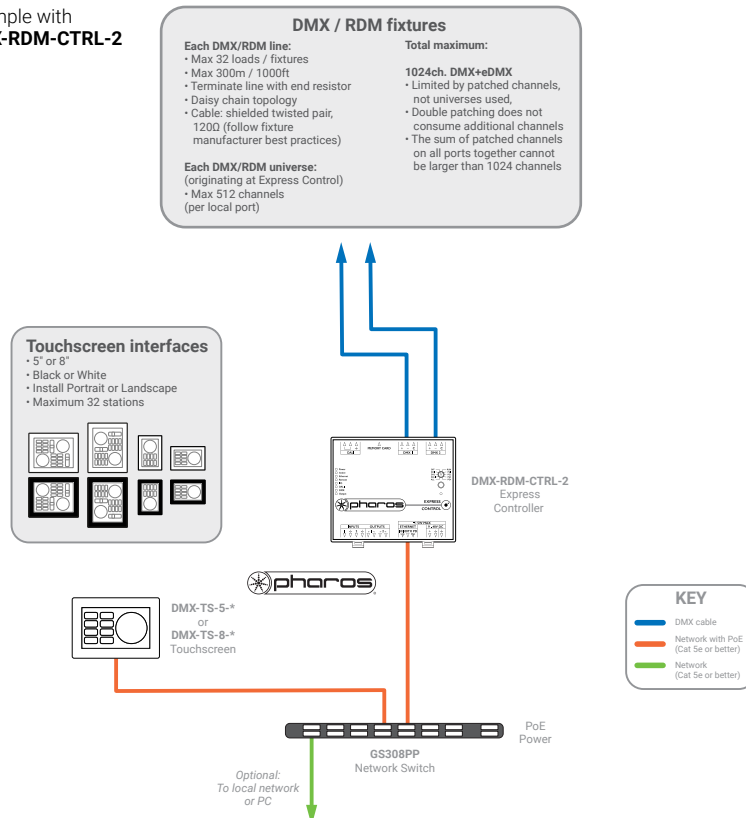 mple with
X-RDM-CTRL-2
DMX / RDM fixtures
Each DMX/RDM line:
• Max 32 loads / fixtures
• Max 300m / 1000ft
• Terminate line with end resistor
• Daisy chain topology
• Cable: shielded twisted pair,
120Ω (follow fixture
manufacturer best practices)
Each DMX/RDM universe:
(originating at Express Control)
• Max 512 channels
(per local port)
Total maximum:
1024ch. DMX+eDMX
• Limited by patched channels,
not universes used,
• Double patching does not
consume additional channels
• The sum of patched channels
on all ports together cannot
be larger than 1024 channels
Touchscreen interfaces
• 5" or 8"
• Black or White
• Install Portrait or Landscape
• Maximum 32 stations
MEMORY CARD
DMX 2
pharos
EXPRESS
CONTROL
INPUTS
OUTPUTS
ETHERNET
DMX-RDM-CTRL-2
Express
Controller
pharos
DMX-TS-5-*
or
DMX-TS-8-*
Touchscreen
KEY
DMX cable
Network with PoE
(Cat 5e or better)
Network
(Cat 5e or better)
PoE
Power
GS308PP
Network Switch
Optional:
To local network
or PC